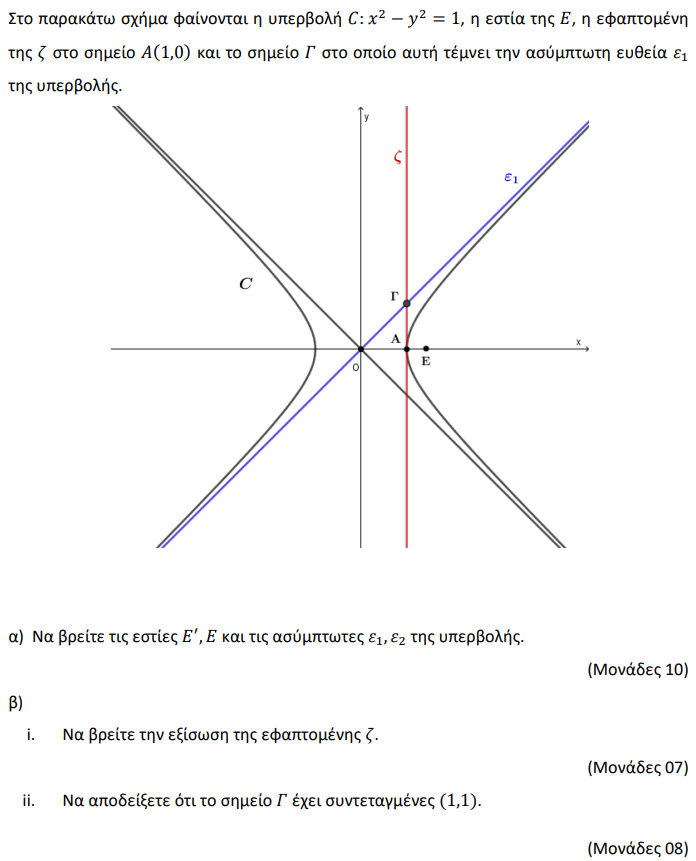 Στο παρακάτω σχήμα φαίνονται η υπερβολή C: x² − y² = 1, η εστία της E, η εφαπτομένη
της ζ στο σημείο A(1,0) και το σημείο Γ στο οποίο αυτή τέμνει την ασύμπτωτη ευθεία ε₁
της υπερβολής.
y
ζ
ε₁
C
Γ
A
x
O
E
α) Να βρείτε τις εστίες E′, E και τις ασύμπτωτες ε₁, ε₂ της υπερβολής.
(Μονάδες 10)
β)
i. Να βρείτε την εξίσωση της εφαπτομένης ζ.
(Μονάδες 07)
ii. Να αποδείξετε ότι το σημείο Γ έχει συντεταγμένες (1,1).
(Μονάδες 08)